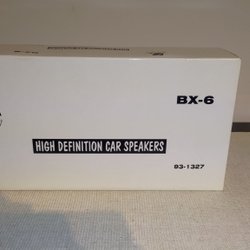 BX-6
HIGH DEFINITION CAR SPEAKERS
93-1327